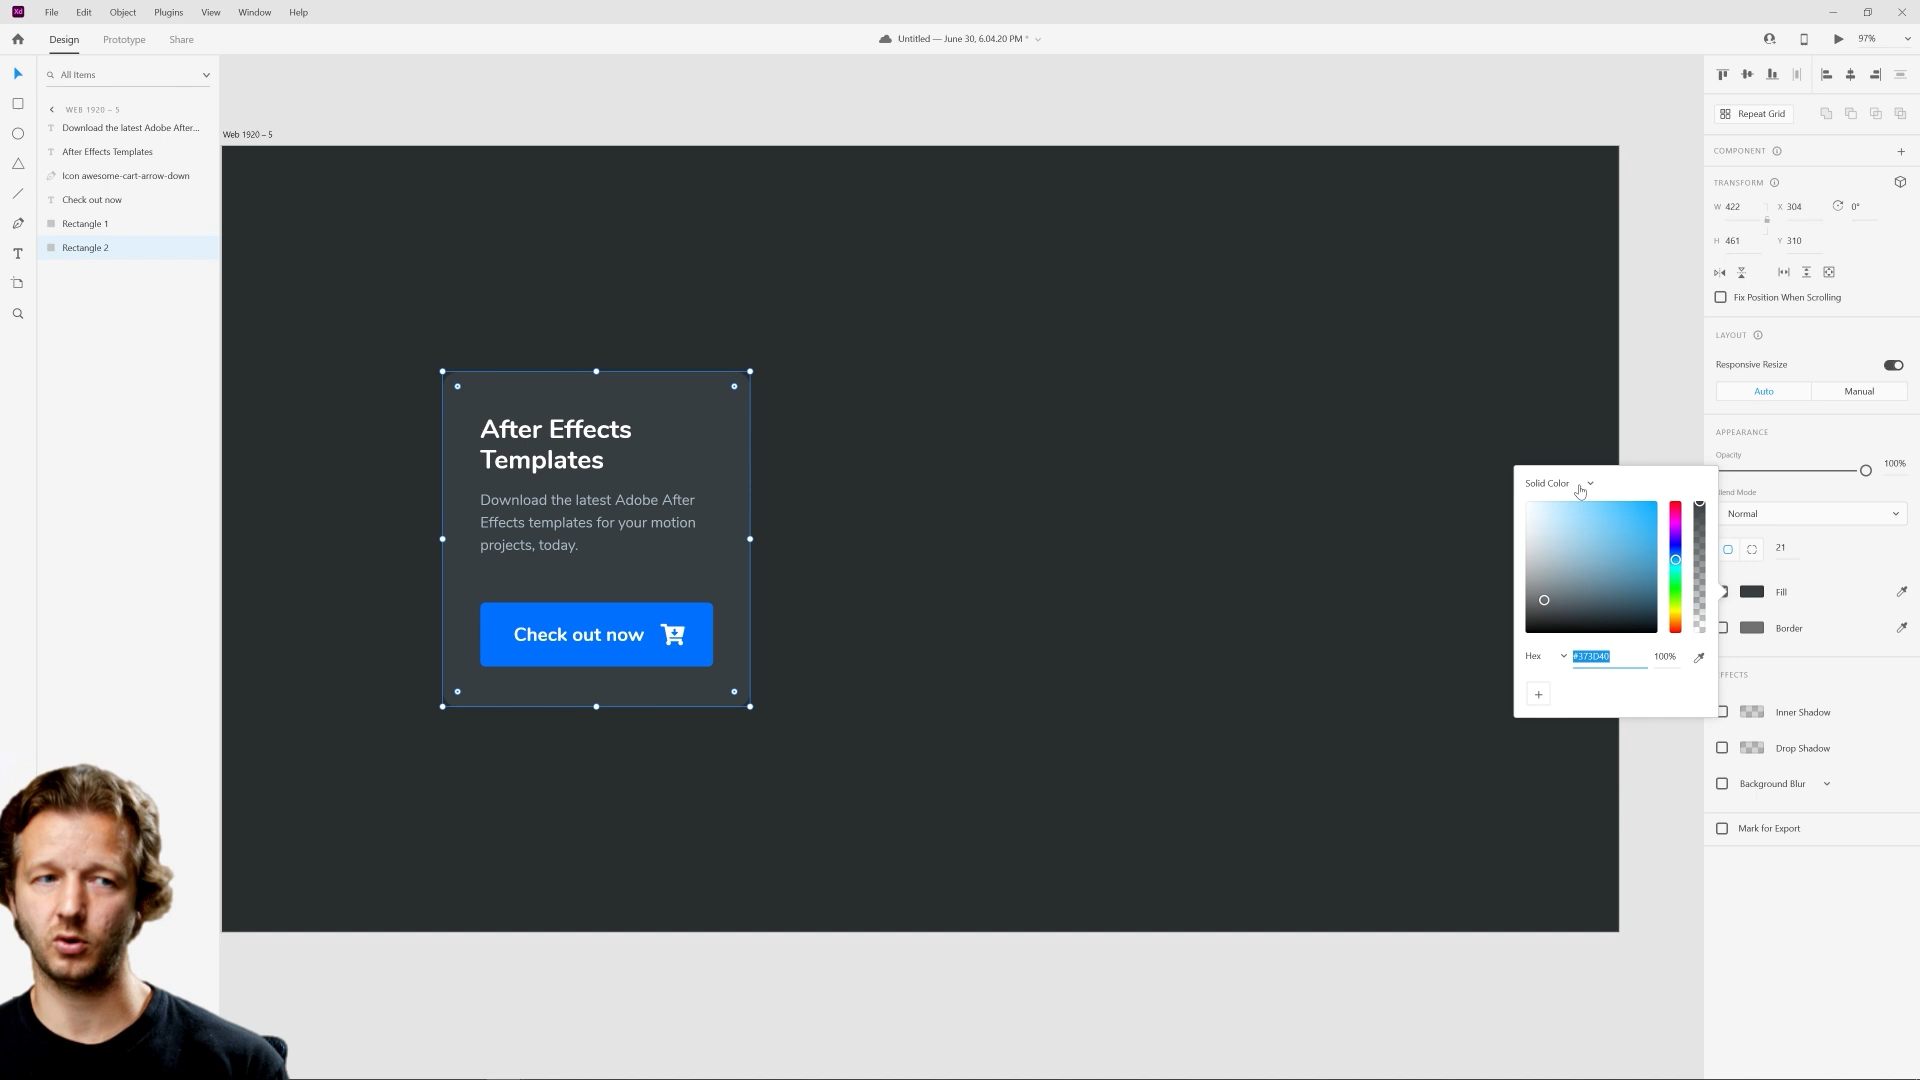 Xd File Edit Object Plugins View Window Help
Design Prototype Share
Untitled — June 30, 6.04.20 PM *
97%
All Items
WEB 1920 – 5
Download the latest Adobe After...
After Effects Templates
Icon awesome-cart-arrow-down
Check out now
Rectangle 1
Rectangle 2
Web 1920 – 5
After Effects
Templates
Download the latest Adobe After
Effects templates for your motion
projects, today.
Check out now
Solid Color
Hex #373D40 100%
Repeat Grid
COMPONENT
TRANSFORM
W 422 X 304 0°
H 461 Y 310
Fix Position When Scrolling
LAYOUT
Responsive Resize
Auto Manual
APPEARANCE
Opacity
100%
Blend Mode
Normal
21
Fill
Border
EFFECTS
Inner Shadow
Drop Shadow
Background Blur
Mark for Export